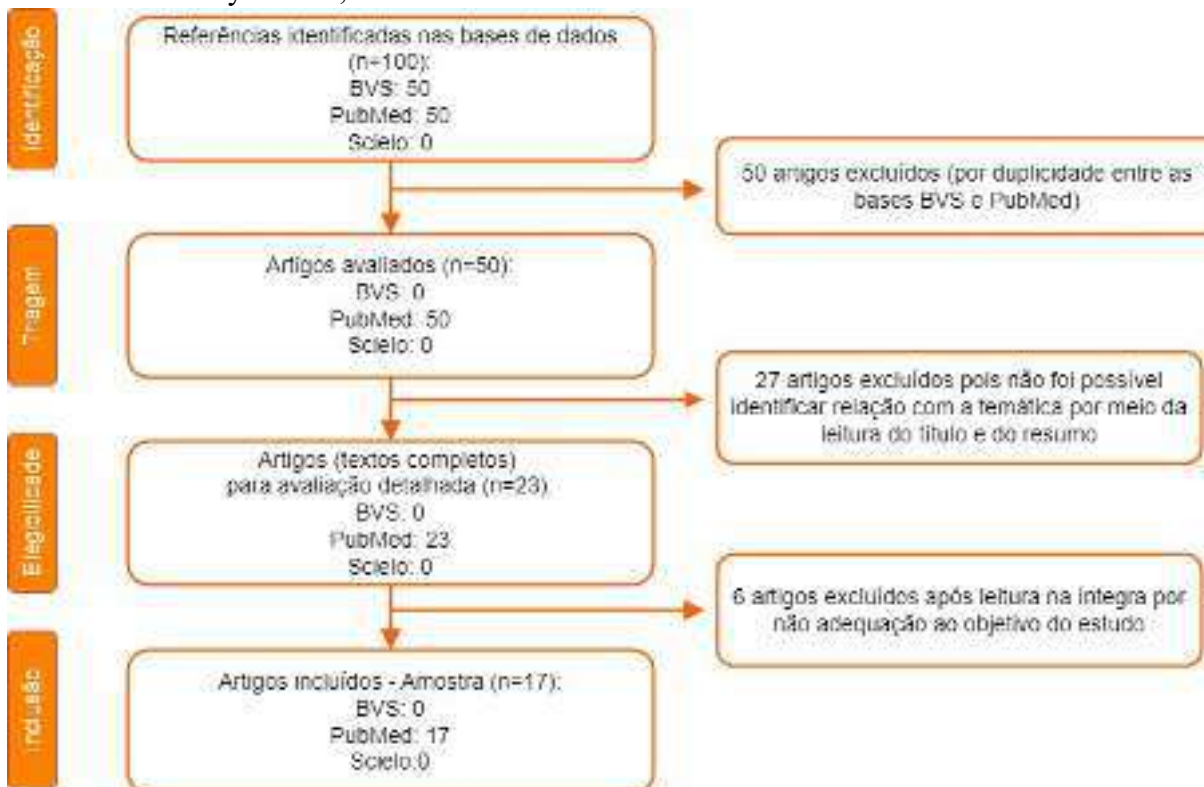 Identificação
Referências identificadas nas bases de dados
(n=100):
BVS: 50
PubMed: 50
Scielo: 0
50 artigos excluídos (por duplicidade entre as
bases BVS e PubMed)
Triagem
Artigos avaliados (n=50):
BVS: 0
PubMed: 50
Scielo: 0
27 artigos excluídos pois não foi possível
identificar relação com a temática por meio da
leitura do título e do resumo
Elegibilidade
Artigos (textos completos)
para avaliação detalhada (n=23)
BVS: 0
PubMed: 23
Scielo: 0
6 artigos excluídos após leitura na íntegra por
não adequação ao objetivo do estudo
Inclusão
Artigos incluídos - Amostra (n=17):
BVS: 0
PubMed: 17
Scielo:0